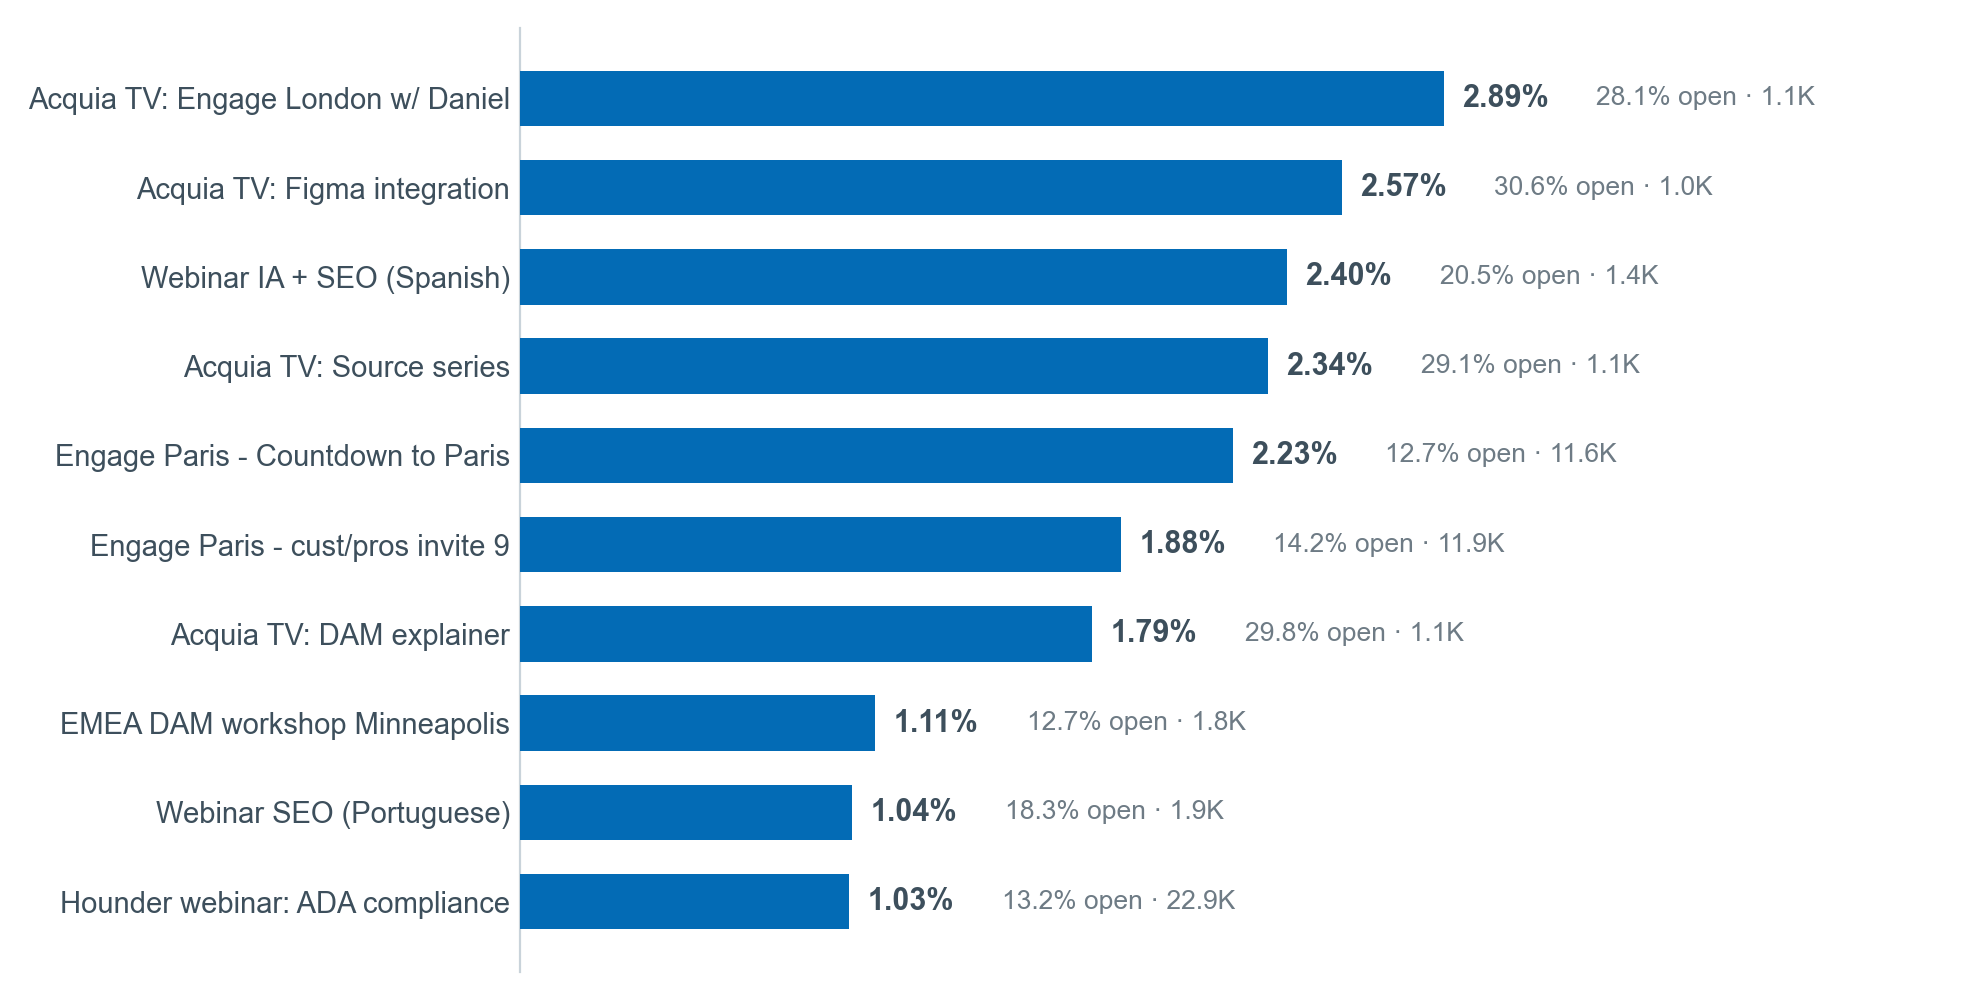 Acquia TV: Engage London w/ Daniel 2.89% 28.1% open · 1.1K
Acquia TV: Figma integration 2.57% 30.6% open · 1.0K
Webinar IA + SEO (Spanish) 2.40% 20.5% open · 1.4K
Acquia TV: Source series 2.34% 29.1% open · 1.1K
Engage Paris - Countdown to Paris 2.23% 12.7% open · 11.6K
Engage Paris - cust/pros invite 9 1.88% 14.2% open · 11.9K
Acquia TV: DAM explainer 1.79% 29.8% open · 1.1K
EMEA DAM workshop Minneapolis 1.11% 12.7% open · 1.8K
Webinar SEO (Portuguese) 1.04% 18.3% open · 1.9K
Hounder webinar: ADA compliance 1.03% 13.2% open · 22.9K